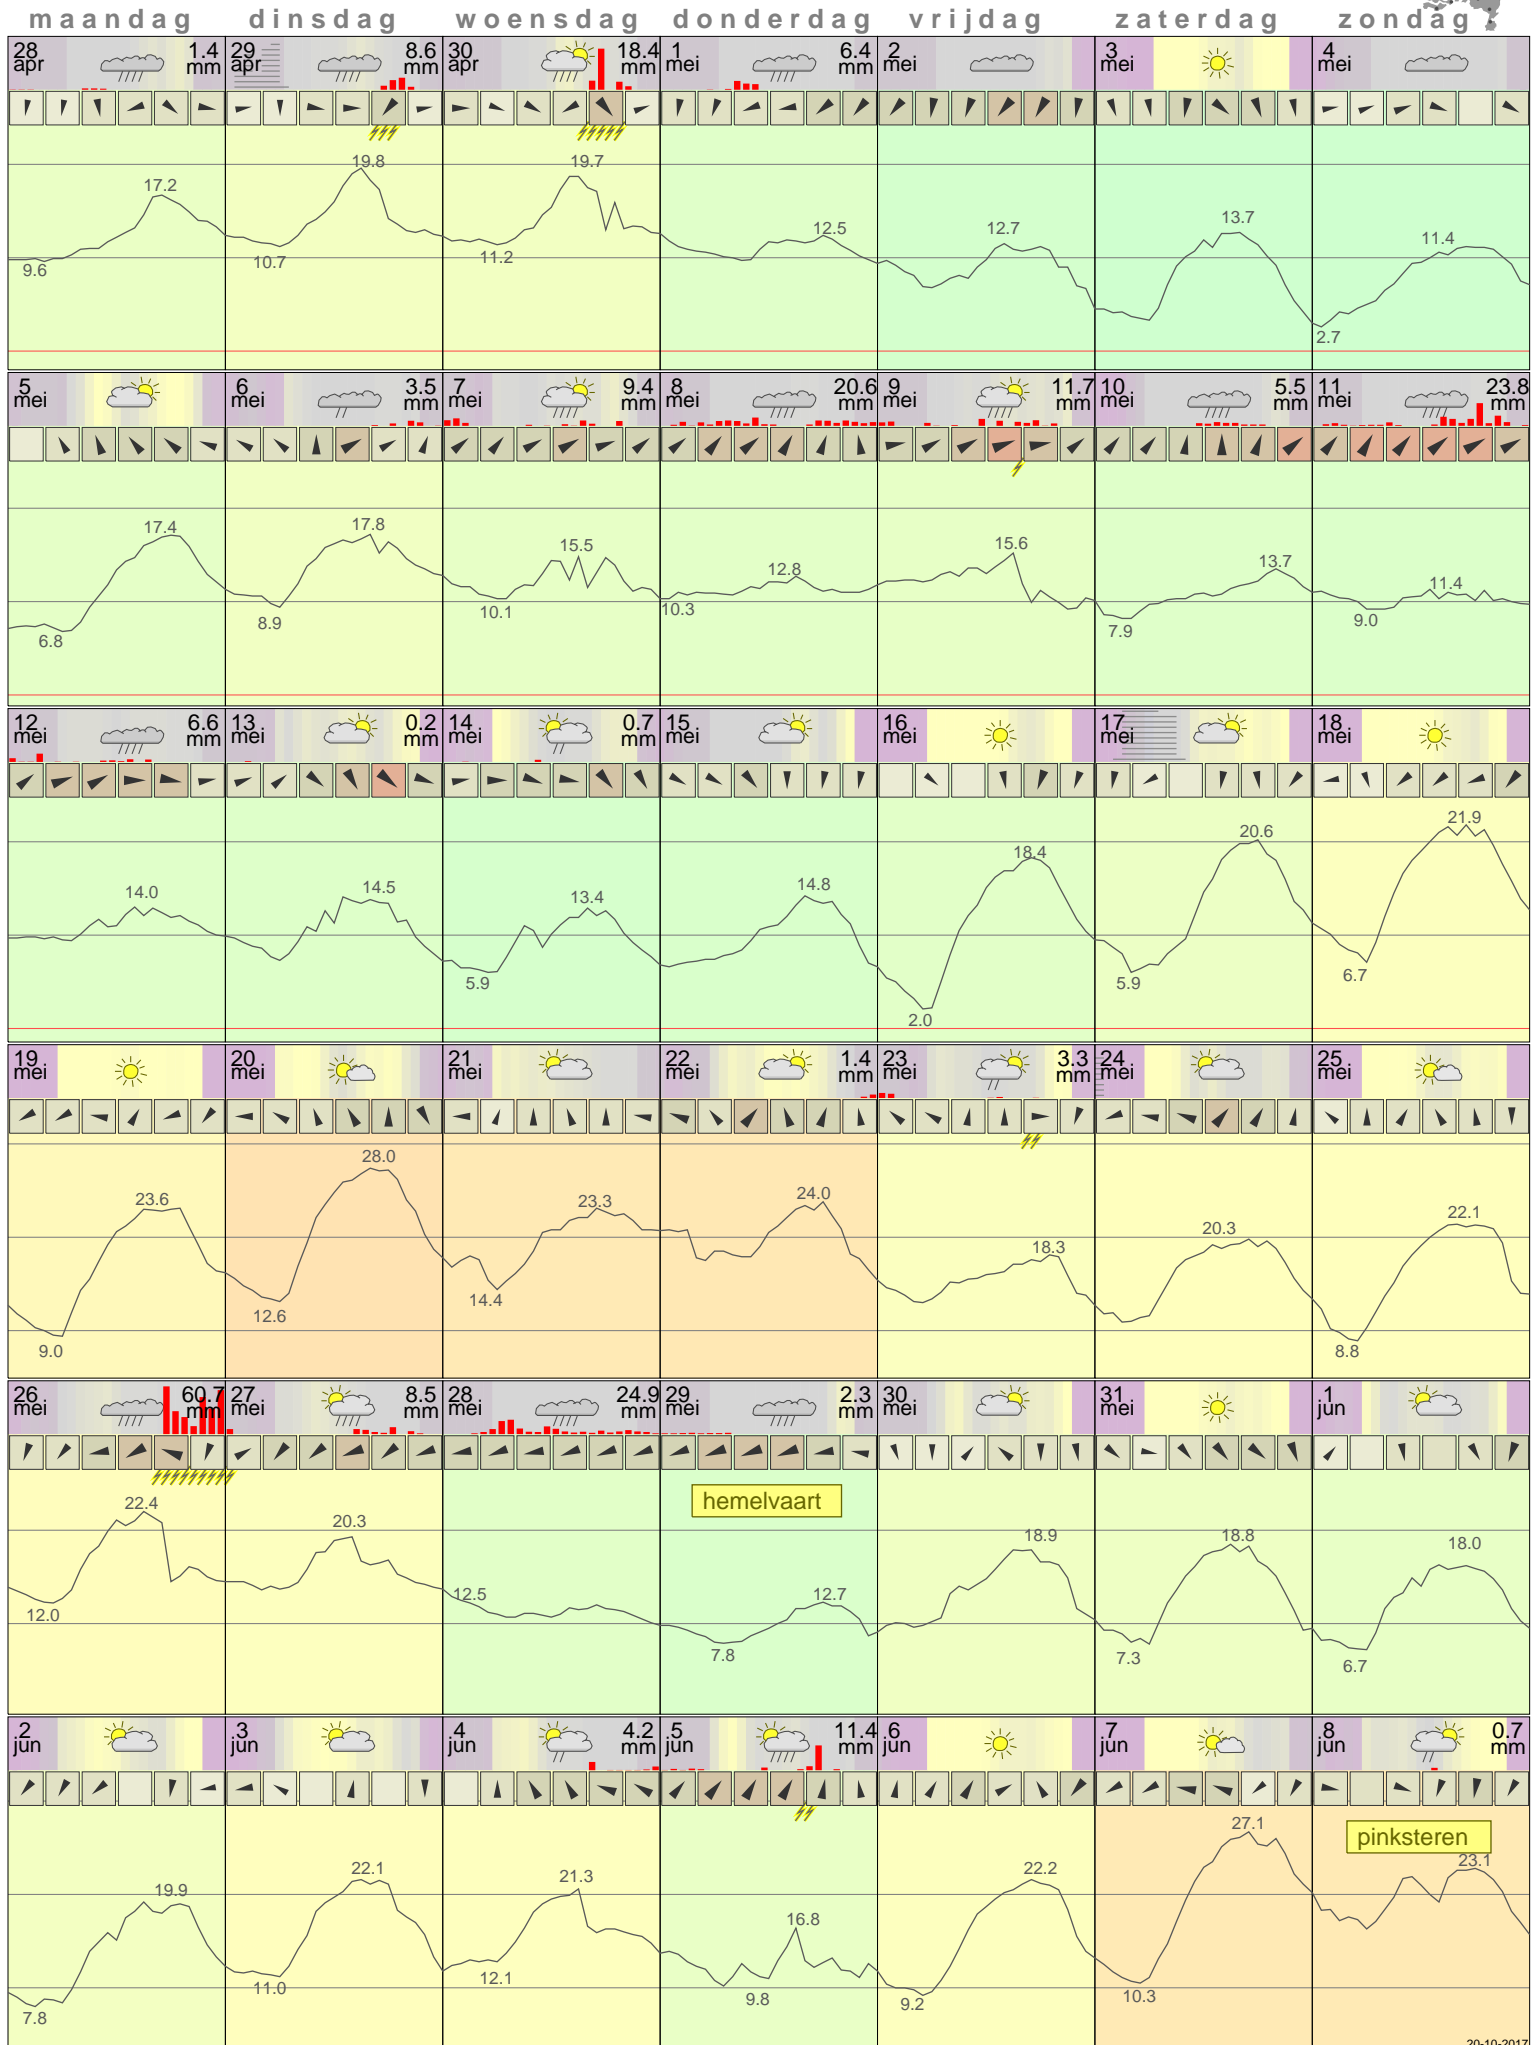 maandag dinsdag woensdag donderdag vrijdag zaterdag zondag
28 apr 1.4 mm 29 apr 8.6 mm 30 apr 18.4 mm 1 mei 6.4 mm 2 mei 3 mei 4 mei
19.8 19.7
17.2
12.5 12.7 13.7 11.4
9.6 10.7 11.2
2.7
5 mei 6 mei 3.5 mm 7 mei 9.4 mm 8 mei 20.6 mm 9 mei 11.7 mm 10 mei 5.5 mm 11 mei 23.8 mm
17.4 17.8
15.5 12.8 15.6 13.7 11.4
6.8 8.9 10.1 10.3 7.9 9.0
12 mei 6.6 mm 13 mei 0.2 mm 14 mei 0.7 mm 15 mei 16 mei 17 mei 18 mei
18.4 20.6 21.9
14.0 14.5 13.4 14.8
5.9 2.0 5.9 6.7
19 mei 20 mei 21 mei 22 mei 1.4 mm 23 mei 3.3 mm 24 mei 25 mei
28.0
23.6 23.3 24.0 18.3 20.3 22.1
9.0 12.6 14.4 8.8
26 mei 60.7 mm 27 mei 8.5 mm 28 mei 24.9 mm 29 mei 2.3 mm 30 mei 31 mei 1 jun
hemelvaart
22.4 20.3 18.9 18.8 18.0
12.0 12.5 12.7
7.8 7.3 6.7
2 jun 3 jun 4 jun 4.2 mm 5 jun 11.4 mm 6 jun 7 jun 8 jun 0.7 mm
27.1 pinksteren
19.9 22.1 21.3 22.2 23.1
16.8
7.8 11.0 12.1 9.8 9.2 10.3
20-10-2017